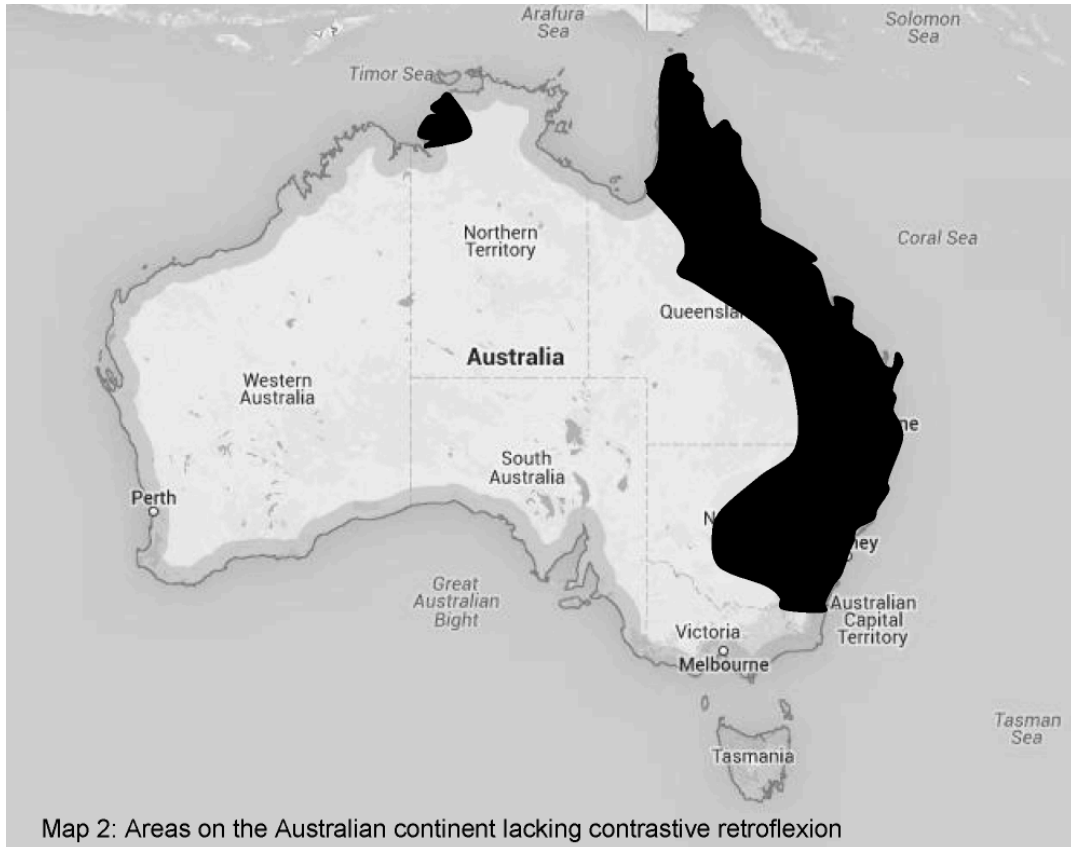 Arafura
Sea
Solomon
Sea
Timor Sea
Northern
Territory
Coral Sea
Queenslan
Australia
Western
Australia
South
Australia
ne
Perth
N
ney
Great
Australian
Bight
Australian
Capital
Territory
Victoria
Melbourne
Tasman
Sea
Tasmania
Map 2: Areas on the Australian continent lacking contrastive retroflexion